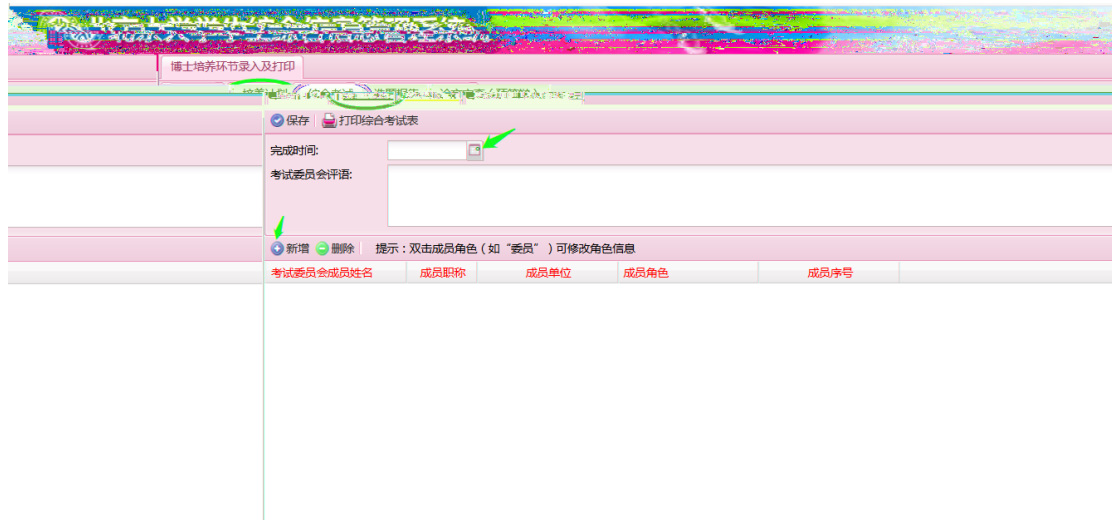 博士培养环节录入及打印
保存 打印综合考试表
完成时间:
考试委员会评语:
新增 删除 提示：双击成员角色（如“委员”）可修改角色信息
考试委员会成员姓名 成员职称 成员单位 成员角色 成员序号